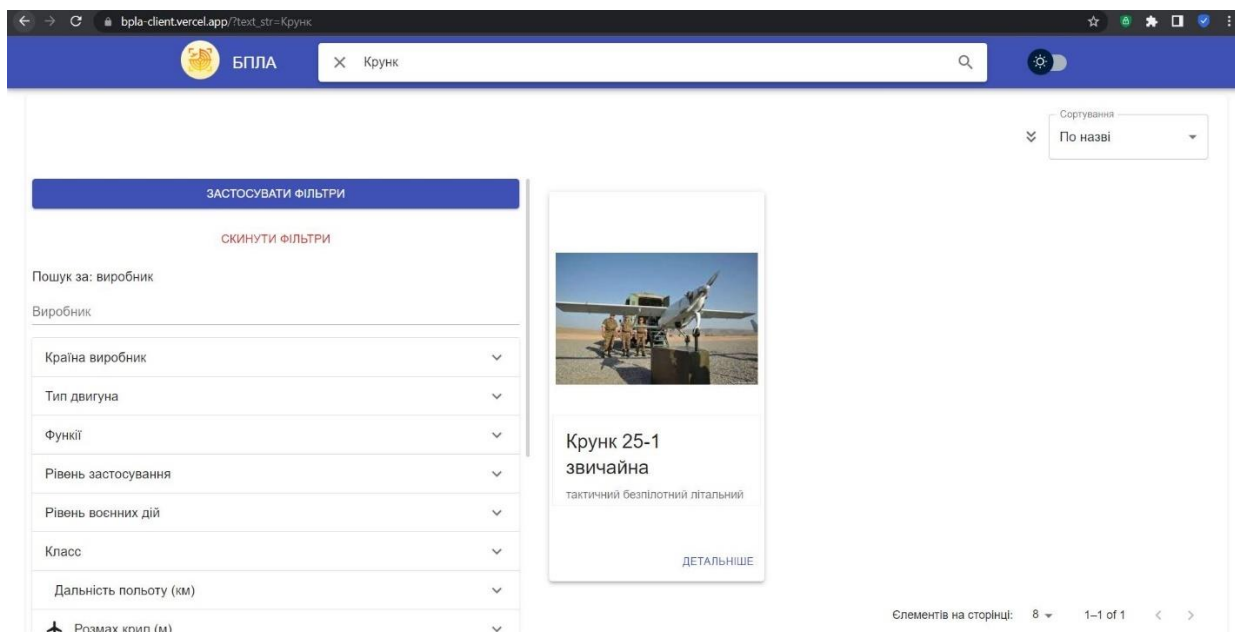 bpla-client.vercel.app/?text_str=Крунк
БПЛА
Крунк
Сортування
По назві
ЗАСТОСУВАТИ ФІЛЬТРИ
СКИНУТИ ФІЛЬТРИ
Пошук за: виробник
Виробник
Країна виробник
Тип двигуна
Функії
Рівень застосування
Рівень воєнних дій
Класс
Дальність польоту (км)
Розмах крил (м)
Крунк 25-1
звичайна
тактичний безпілотний літальний
ДЕТАЛЬНІШЕ
Єлементів на сторінці: 8 1–1 of 1